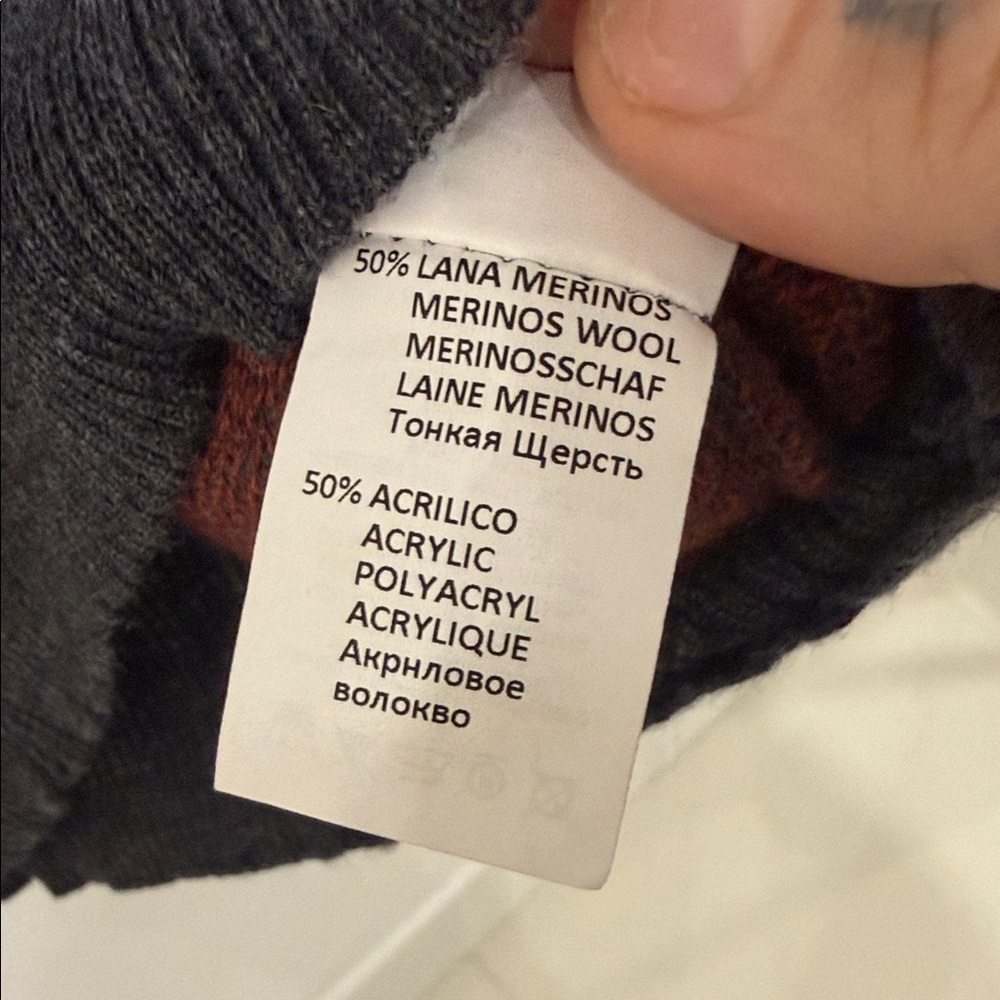 50% LANA MERINOS
MERINOS WOOL
MERINOSSCHAF
LAINE MERINOS
Тонкая Щерсть
50% ACRILICO
ACRYLIC
POLYACRYL
ACRYLIQUE
Акрнловое
волокво